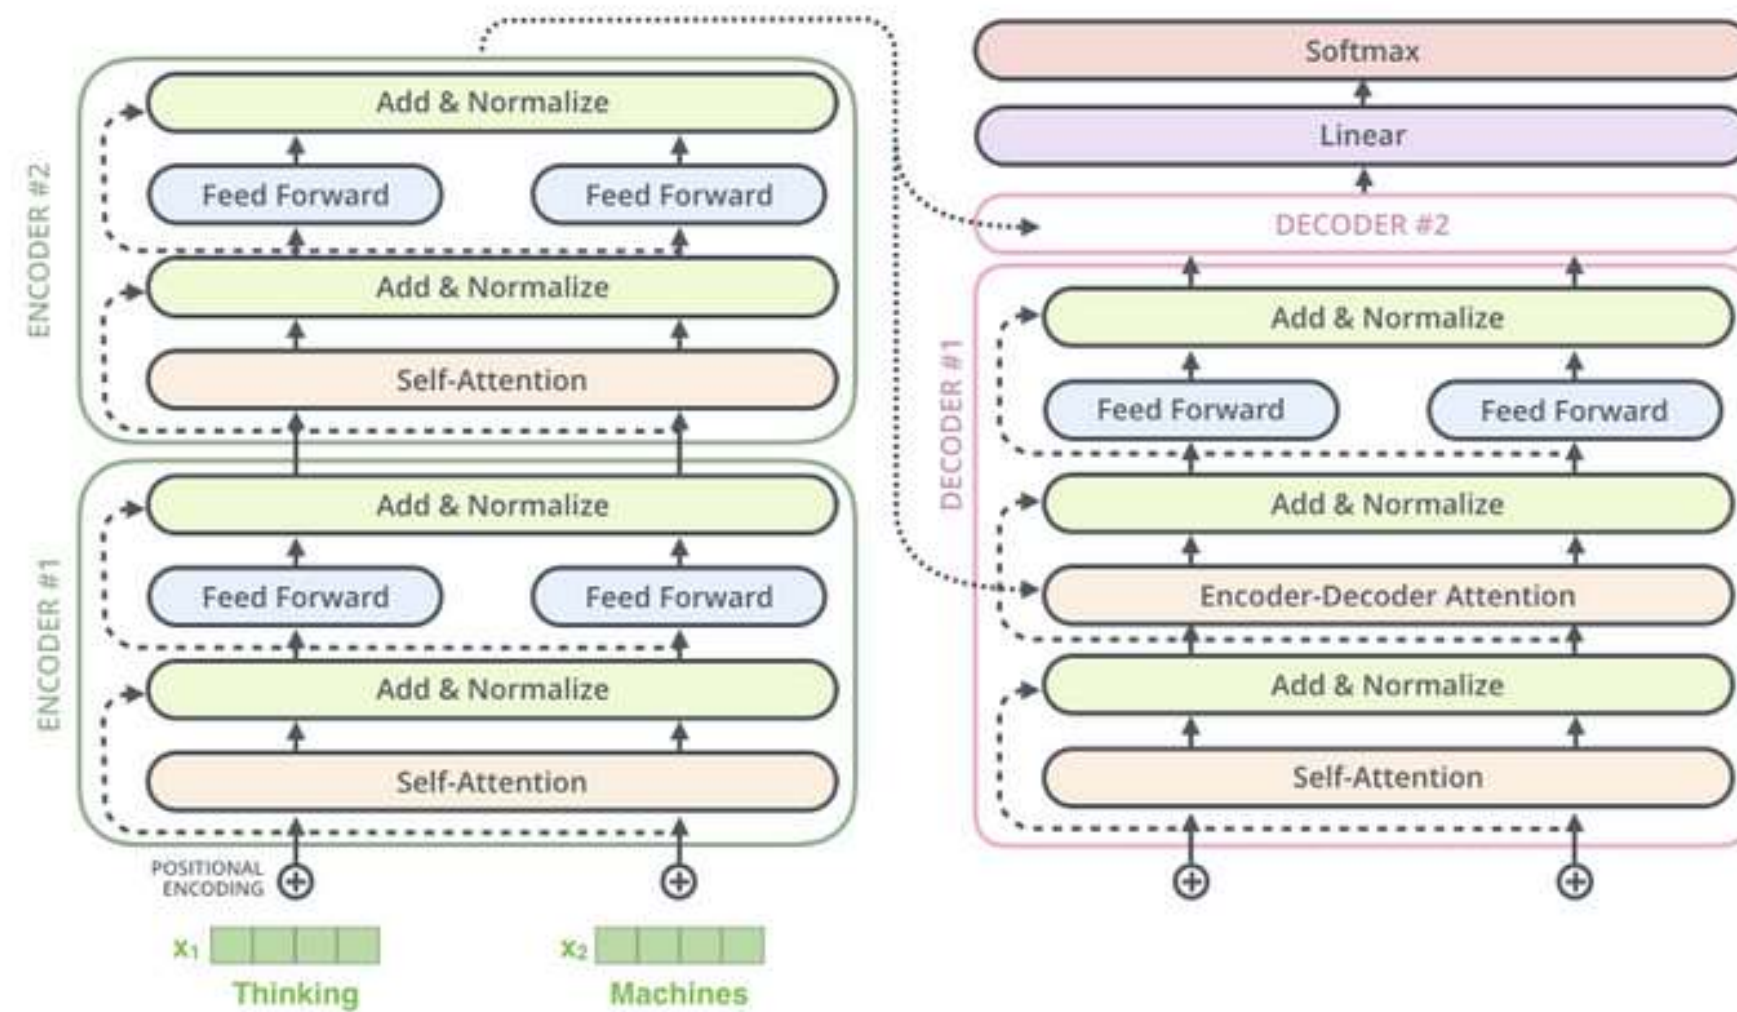 ENCODER #2
Add & Normalize
Feed Forward
Feed Forward
Add & Normalize
Self-Attention
ENCODER #1
Add & Normalize
Feed Forward
Feed Forward
Add & Normalize
Self-Attention
POSITIONAL
ENCODING
x₁
x₂
Thinking
Machines
Softmax
Linear
DECODER #2
DECODER #1
Add & Normalize
Feed Forward
Feed Forward
Add & Normalize
Encoder-Decoder Attention
Add & Normalize
Self-Attention